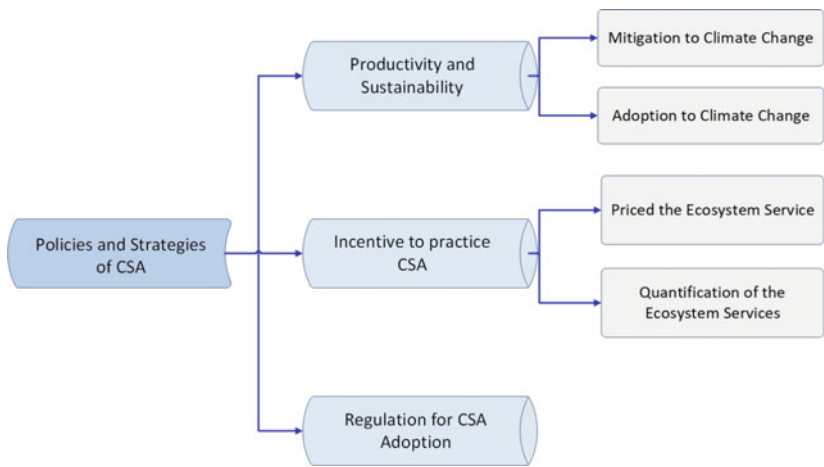 Policies and Strategies
of CSA
Productivity and
Sustainability
Mitigation to Climate Change
Adoption to Climate Change
Incentive to practice
CSA
Priced the Ecosystem Service
Quantification of the
Ecosystem Services
Regulation for CSA
Adoption